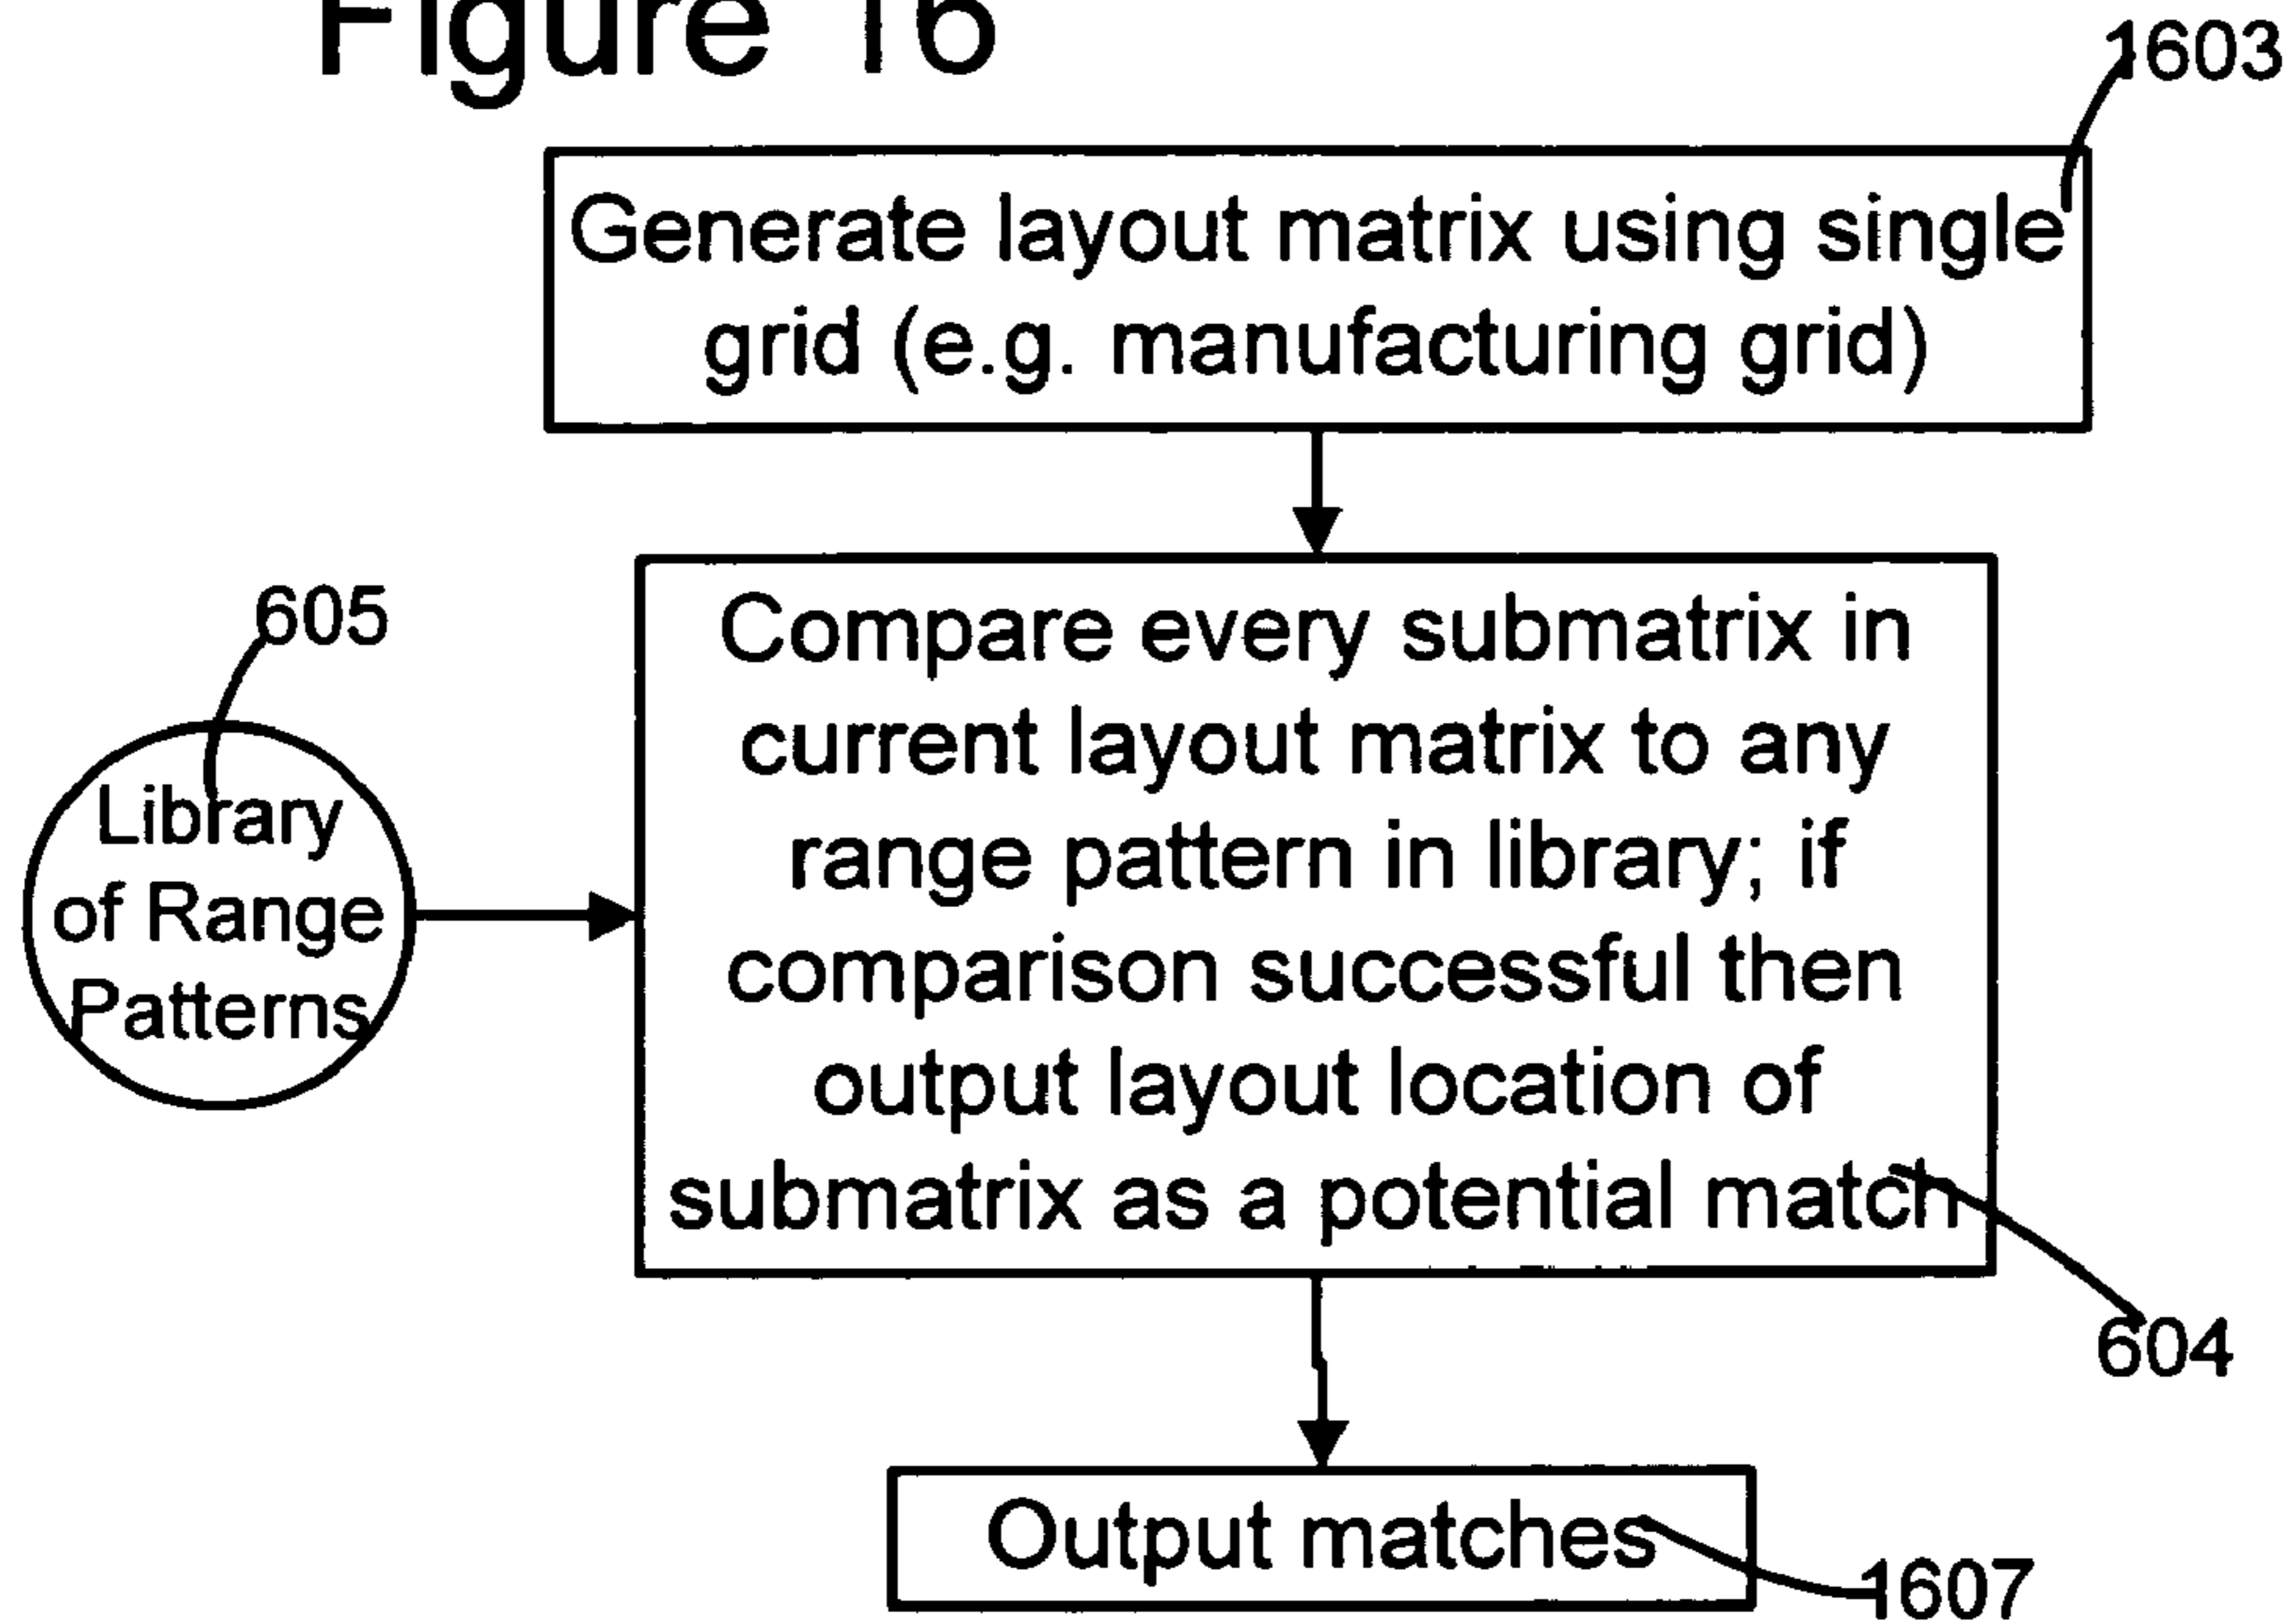 Figure 16
1603
Generate layout matrix using single
grid (e.g. manufacturing grid)
605
Library
of Range
Patterns
Compare every submatrix in
current layout matrix to any
range pattern in library; if
comparison successful then
output layout location of
submatrix as a potential match
604
Output matches
1607